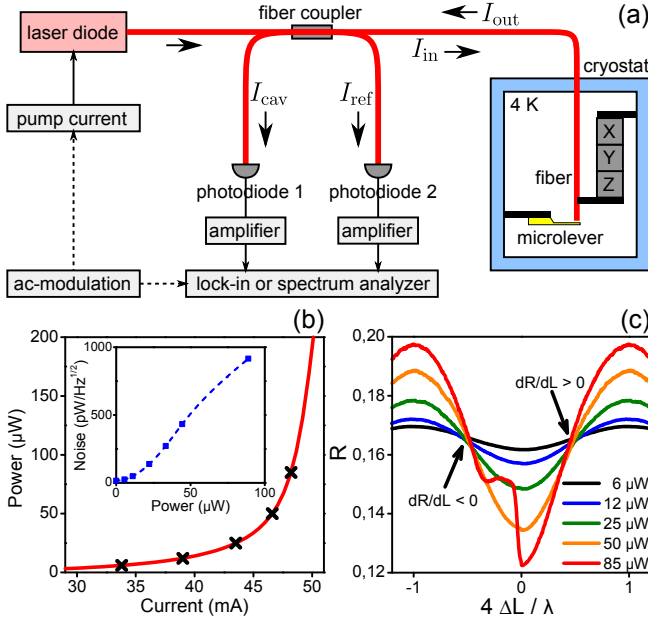 (a)
laser diode
fiber coupler
I_out
I_in
cryostat
pump current
I_cav
I_ref
4 K
X
Y
Z
fiber
photodiode 1
photodiode 2
microlever
amplifier
amplifier
ac-modulation
lock-in or spectrum analyzer
(b)
200
150
100
50
0
Power (µW)
30
40
50
Current (mA)
1000
500
0
Noise (pW/Hz^1/2)
0
50
100
Power (µW)
(c)
0,20
0,18
0,16
0,14
0,12
R
dR/dL > 0
dR/dL < 0
6 µW
12 µW
25 µW
50 µW
85 µW
-1
0
1
4 ΔL / λ